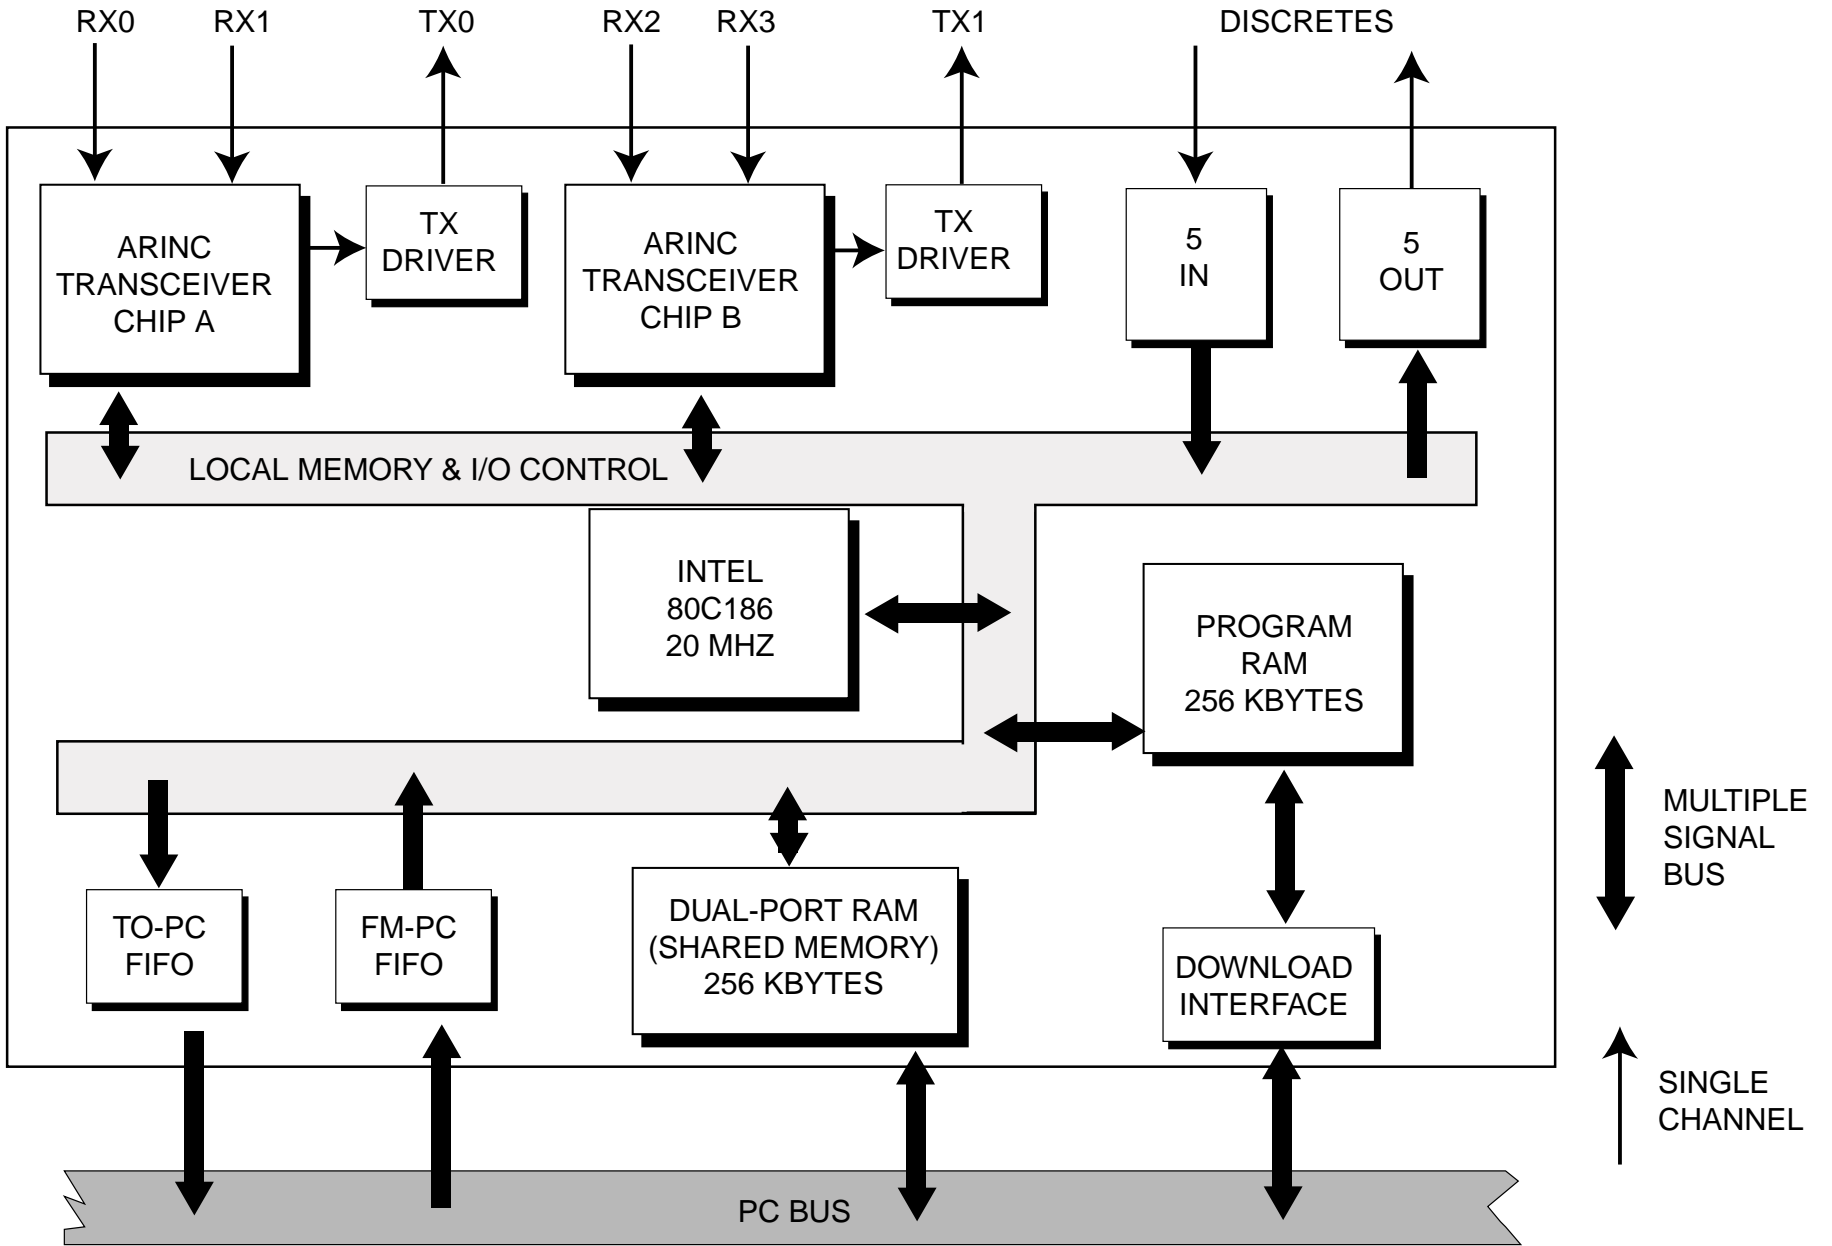 RX0 RX1 TX0 RX2 RX3 TX1 DISCRETES
ARINC
TRANSCEIVER
CHIP A
TX
DRIVER
ARINC
TRANSCEIVER
CHIP B
TX
DRIVER
5
IN
5
OUT
LOCAL MEMORY & I/O CONTROL
INTEL
80C186
20 MHZ
PROGRAM
RAM
256 KBYTES
MULTIPLE
SIGNAL
BUS
TO-PC
FIFO
FM-PC
FIFO
DUAL-PORT RAM
(SHARED MEMORY)
256 KBYTES
DOWNLOAD
INTERFACE
SINGLE
CHANNEL
PC BUS